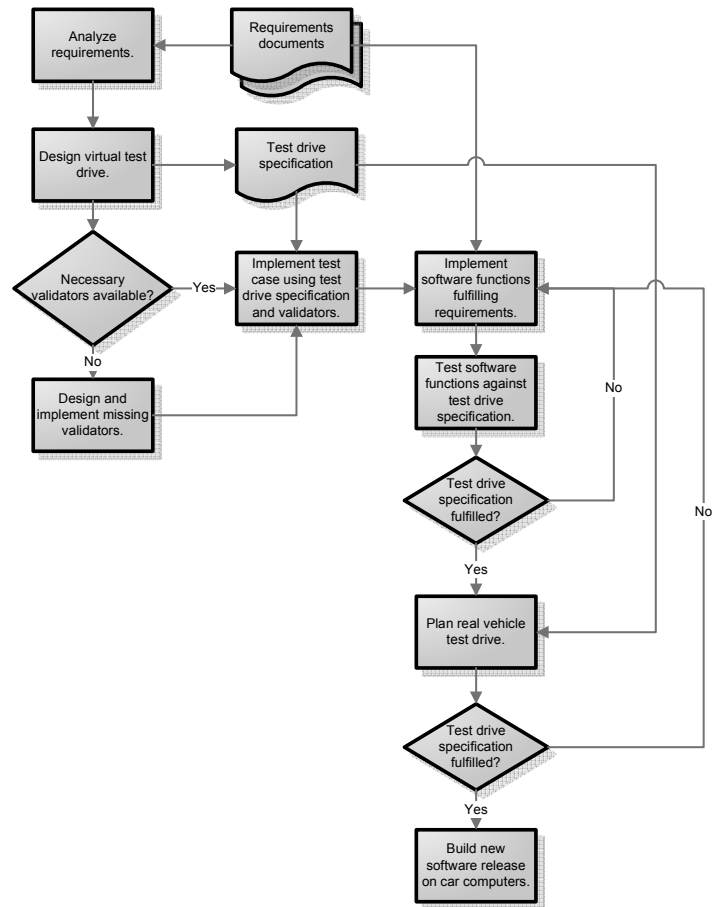 Analyze
requirements.
Requirements
documents
Design virtual test
drive.
Test drive
specification
Necessary
validators available?
Yes
Implement test
case using test
drive specification
and validators.
Implement
software functions
fulfilling
requirements.
No
Design and
implement missing
validators.
Test software
functions against
test drive
specification.
No
Test drive
specification
fulfilled?
No
Yes
Plan real vehicle
test drive.
Test drive
specification
fulfilled?
Yes
Build new
software release
on car computers.